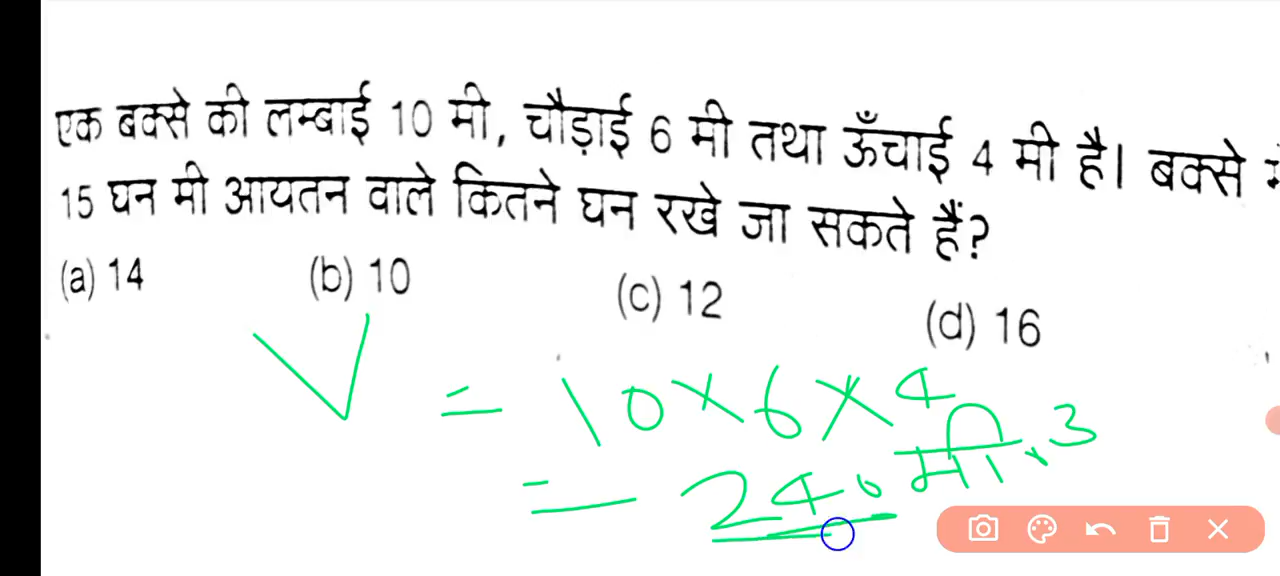 एक बक्से की लम्बाई 10 मी, चौड़ाई 6 मी तथा ऊँचाई 4 मी है। बक्से
15 घन मी आयतन वाले कितने घन रखे जा सकते हैं?
(a) 14 (b) 10 (c) 12 (d) 16
V = 10 × 6 × 4
= 240 मी.3